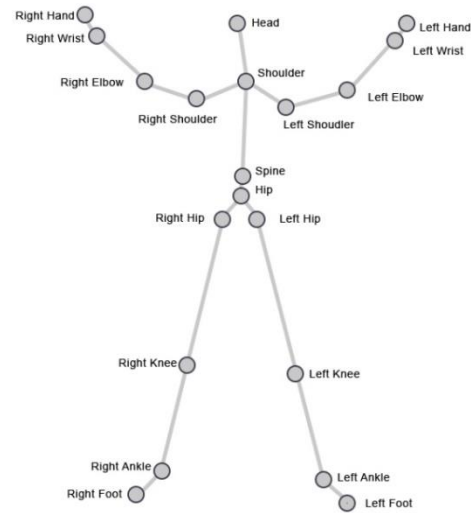 Right Hand
Head
Left Hand
Right Wrist
Left Wrist
Shoulder
Right Elbow
Left Elbow
Right Shoulder
Left Shoudler
Spine
Hip
Right Hip
Left Hip
Right Knee
Left Knee
Right Ankle
Left Ankle
Right Foot
Left Foot